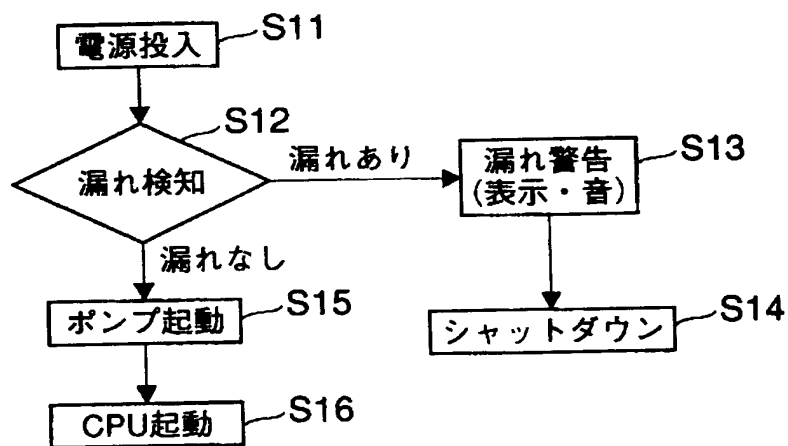 電源投入
S11
S12
漏れ検知
漏れあり
漏れ警告
(表示・音)
S13
漏れなし
ポンプ起動
S15
シャットダウン
S14
CPU起動
S16